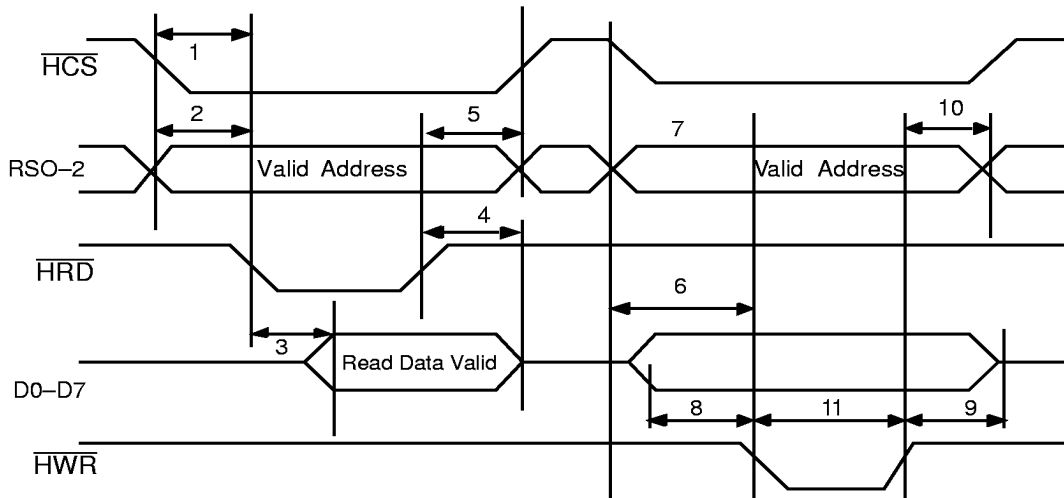 HCS
1
2
5
7
10
RSO–2
Valid Address
Valid Address
4
HRD
6
3
Read Data Valid
D0–D7
8
11
9
HWR